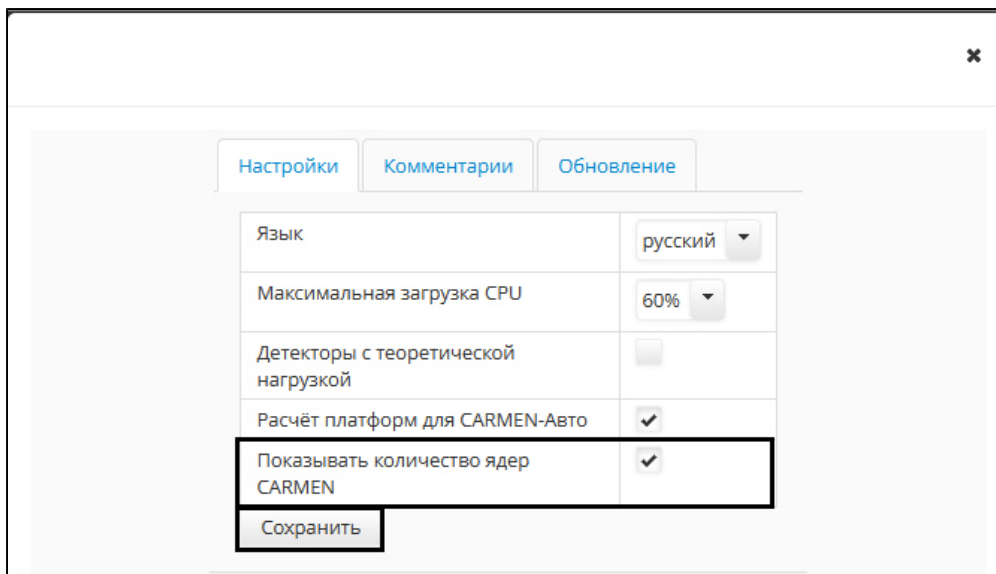 Настройки Комментарии Обновление
Язык русский
Максимальная загрузка CPU 60%
Детекторы с теоретической
нагрузкой
Расчёт платформ для CARMEN-Авто
Показывать количество ядер
CARMEN
Сохранить